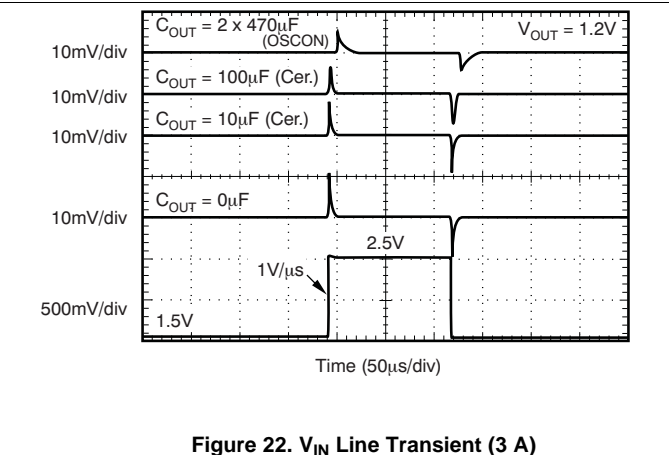 C_OUT = 2 x 470μF
(OSCON)
V_OUT = 1.2V
10mV/div
C_OUT = 100μF (Cer.)
10mV/div
C_OUT = 10μF (Cer.)
10mV/div
C_OUT = 0μF
10mV/div
2.5V
1V/μs
500mV/div
1.5V
Time (50μs/div)
Figure 22. V_IN Line Transient (3 A)